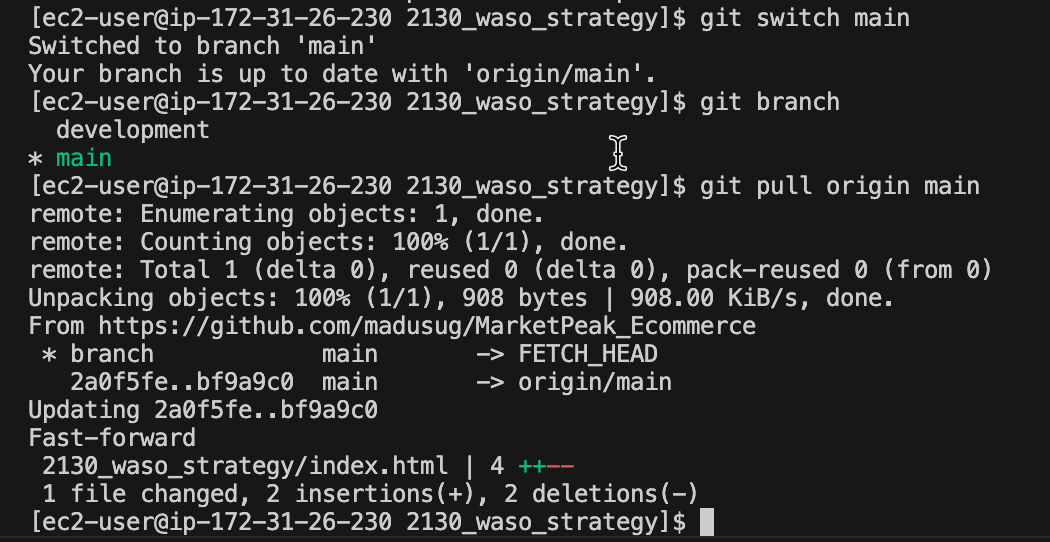 [ec2-user@ip-172-31-26-230 2130_waso_strategy]$ git switch main
Switched to branch 'main'
Your branch is up to date with 'origin/main'.
[ec2-user@ip-172-31-26-230 2130_waso_strategy]$ git branch
  development
* main
[ec2-user@ip-172-31-26-230 2130_waso_strategy]$ git pull origin main
remote: Enumerating objects: 1, done.
remote: Counting objects: 100% (1/1), done.
remote: Total 1 (delta 0), reused 0 (delta 0), pack-reused 0 (from 0)
Unpacking objects: 100% (1/1), 908 bytes | 908.00 KiB/s, done.
From https://github.com/madusug/MarketPeak_Ecommerce
 * branch            main       -> FETCH_HEAD
   2a0f5fe..bf9a9c0  main       -> origin/main
Updating 2a0f5fe..bf9a9c0
Fast-forward
 2130_waso_strategy/index.html | 4 ++--
 1 file changed, 2 insertions(+), 2 deletions(-)
[ec2-user@ip-172-31-26-230 2130_waso_strategy]$